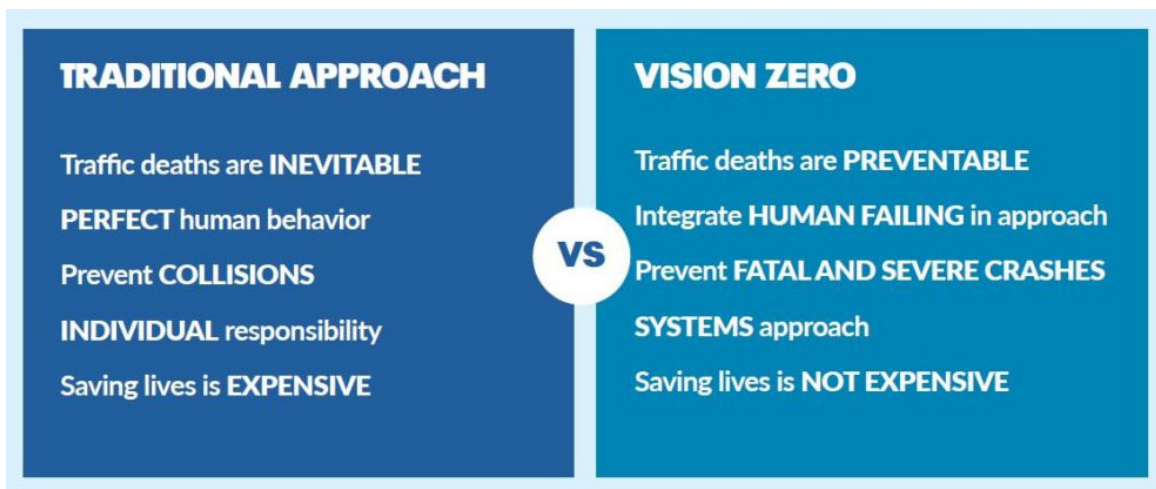 TRADITIONAL APPROACH
Traffic deaths are INEVITABLE
PERFECT human behavior
Prevent COLLISIONS
INDIVIDUAL responsibility
Saving lives is EXPENSIVE
VS
VISION ZERO
Traffic deaths are PREVENTABLE
Integrate HUMAN FAILING in approach
Prevent FATAL AND SEVERE CRASHES
SYSTEMS approach
Saving lives is NOT EXPENSIVE